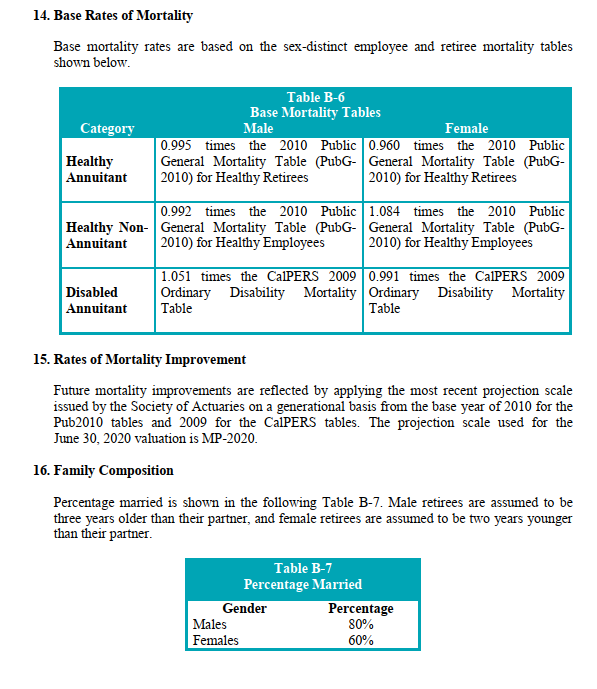 14. Base Rates of Mortality
Base mortality rates are based on the sex-distinct employee and retiree mortality tables
shown below.
Table B-6
Base Mortality Tables
Category Male Female
Healthy
Annuitant
0.995 times the 2010 Public
General Mortality Table (PubG-
2010) for Healthy Retirees
0.960 times the 2010 Public
General Mortality Table (PubG-
2010) for Healthy Retirees
Healthy Non-
Annuitant
0.992 times the 2010 Public
General Mortality Table (PubG-
2010) for Healthy Employees
1.084 times the 2010 Public
General Mortality Table (PubG-
2010) for Healthy Employees
Disabled
Annuitant
1.051 times the CalPERS 2009
Ordinary Disability Mortality
Table
0.991 times the CalPERS 2009
Ordinary Disability Mortality
Table
15. Rates of Mortality Improvement
Future mortality improvements are reflected by applying the most recent projection scale
issued by the Society of Actuaries on a generational basis from the base year of 2010 for the
Pub2010 tables and 2009 for the CalPERS tables. The projection scale used for the
June 30, 2020 valuation is MP-2020.
16. Family Composition
Percentage married is shown in the following Table B-7. Male retirees are assumed to be
three years older than their partner, and female retirees are assumed to be two years younger
than their partner.
Table B-7
Percentage Married
Gender Percentage
Males 80%
Females 60%